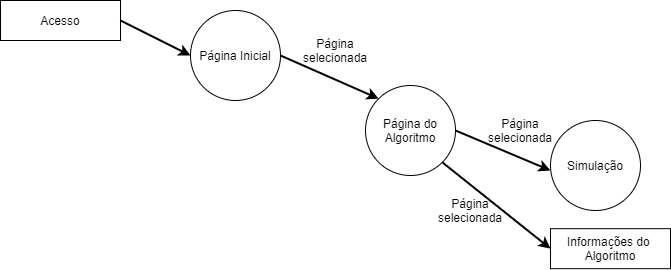 Acesso
Página Inicial
Página
selecionada
Página do
Algoritmo
Página
selecionada
Simulação
Página
selecionada
Informações do
Algoritmo